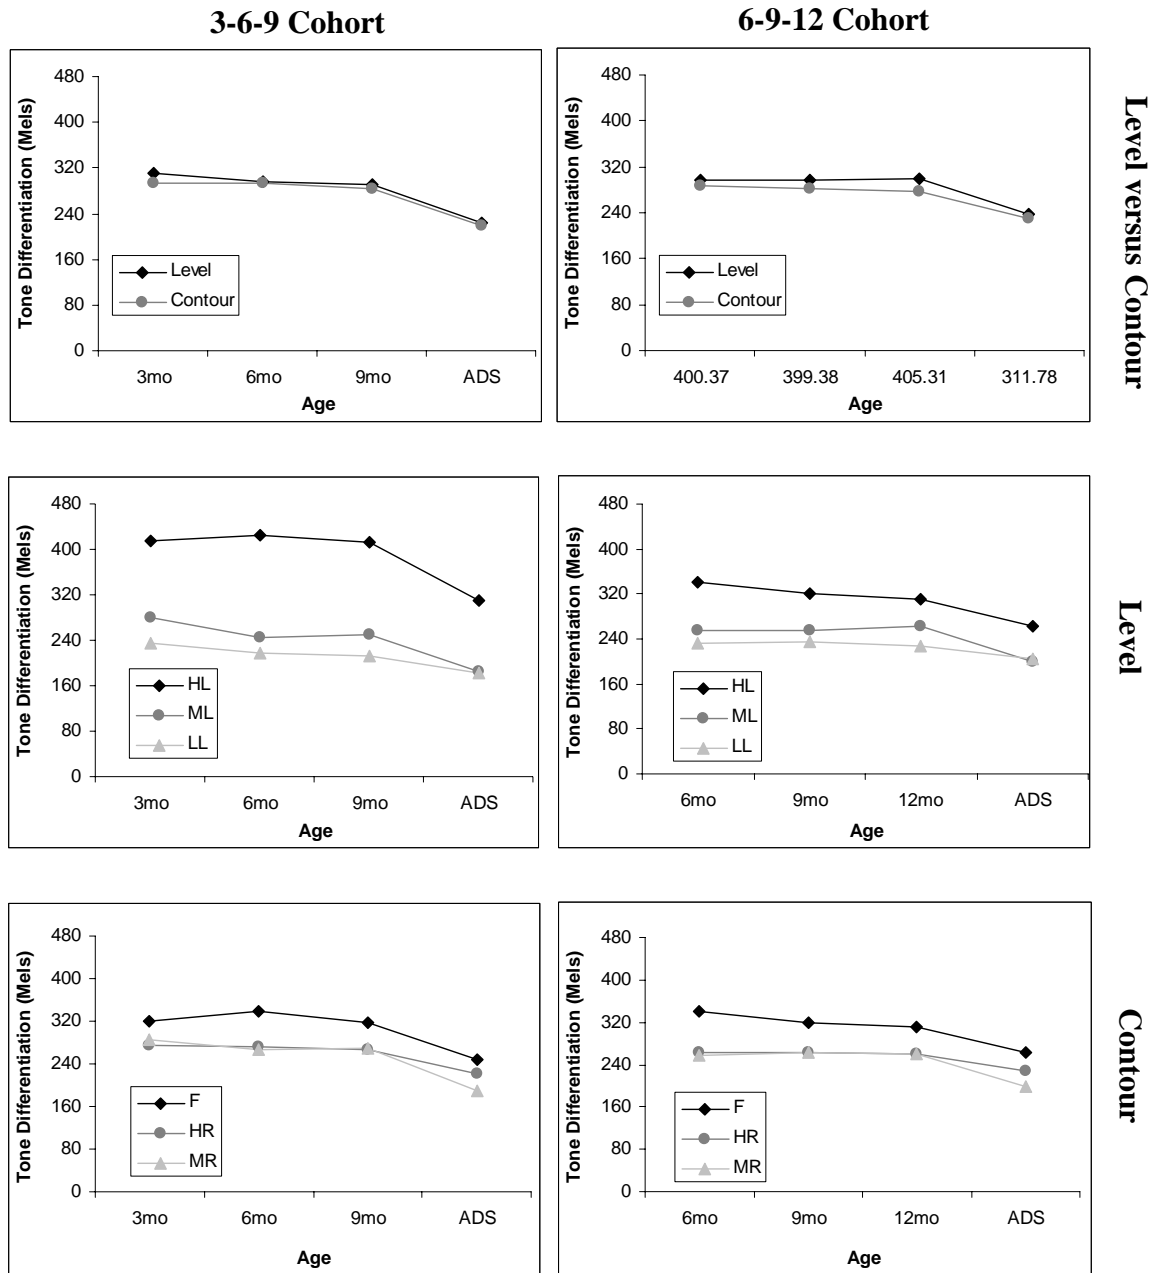 3-6-9 Cohort
6-9-12 Cohort
Tone Differentiation (Mels)
480
400
320
240
160
80
0
Level
Contour
3mo 6mo 9mo ADS
Age
Tone Differentiation (Mels)
480
400
320
240
160
80
0
Level
Contour
400.37 399.38 405.31 311.78
Age
Level versus Contour
Tone Differentiation (Mels)
480
400
320
240
160
80
0
HL
ML
LL
3mo 6mo 9mo ADS
Age
Tone Differentiation (Mels)
480
400
320
240
160
80
0
HL
ML
LL
6mo 9mo 12mo ADS
Age
Level
Tone Differentiation (Mels)
480
400
320
240
160
80
0
F
HR
MR
3mo 6mo 9mo ADS
Age
Tone Differentiation (Mels)
480
400
320
240
160
80
0
F
HR
MR
6mo 9mo 12mo ADS
Age
Contour